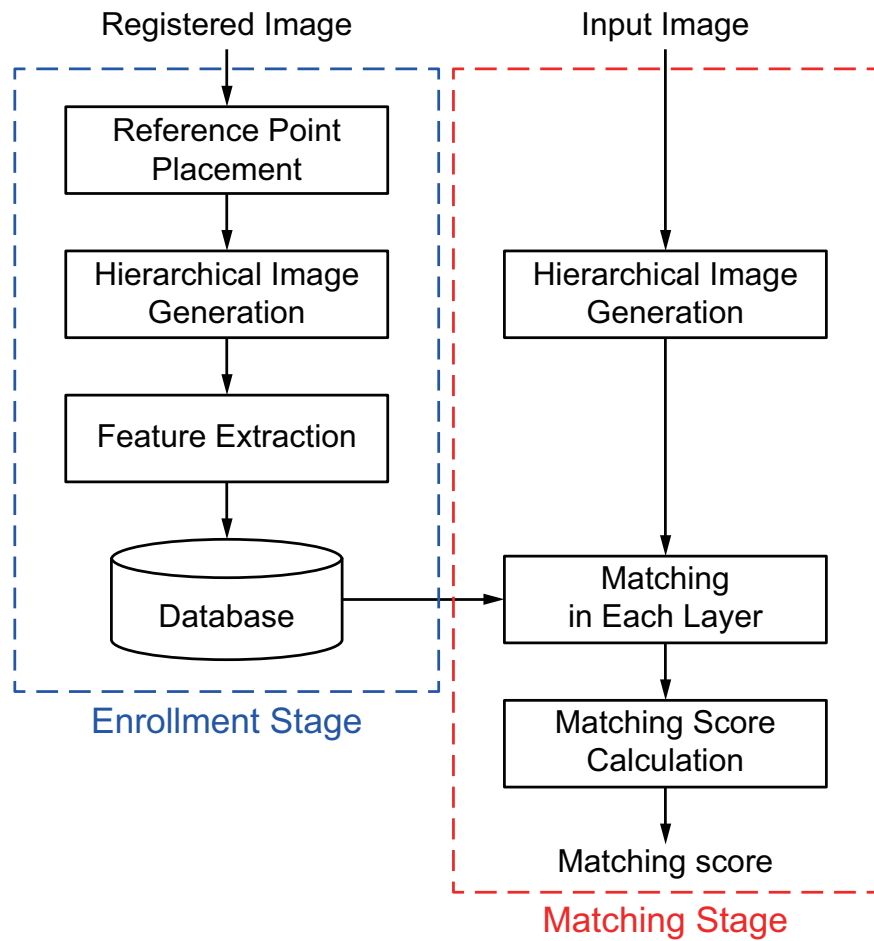 Registered Image
Reference Point
Placement
Hierarchical Image
Generation
Feature Extraction
Database
Enrollment Stage
Input Image
Hierarchical Image
Generation
Matching
in Each Layer
Matching Score
Calculation
Matching score
Matching Stage